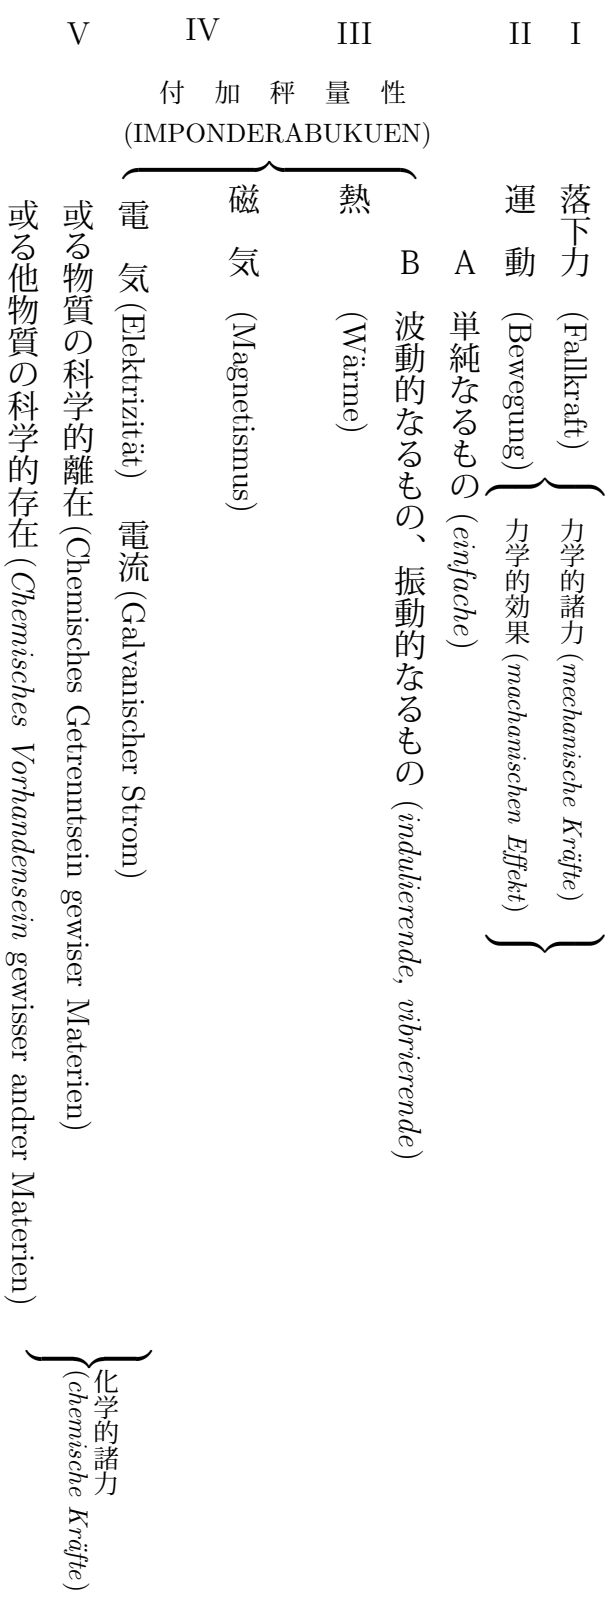 I 落下力 (Fallkraft)
II 運動 (Bewegung)
力学的諸力 (mechanische Kräfte)
力学的効果 (machanischen Effekt)
A 単純なるもの (einfache)
B 波動的なるもの、振動的なるもの (indulierende, vibrierende)
付加秤量性
(IMPONDERABUKUEN)
III 熱 (Wärme)
IV 磁気 (Magnetismus)
電気 (Elektrizität) 電流 (Galvanischer Strom)
V 或る物質の科学的離在 (Chemisches Getrenntsein gewiser Materien)
或る他物質の科学的存在 (Chemisches Vorhandensein gewisser andrer Materien)
化学的諸力
(chemische Kräfte)